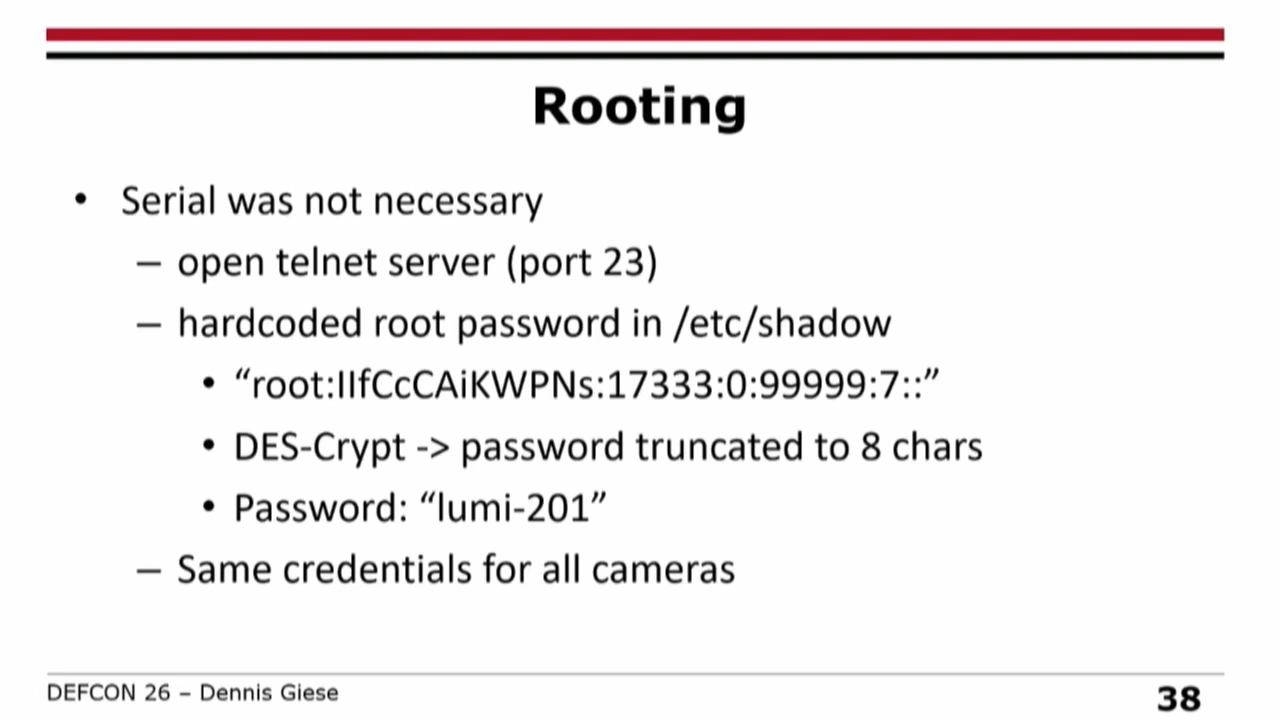 Rooting
• Serial was not necessary
– open telnet server (port 23)
– hardcoded root password in /etc/shadow
• “root:IIfCcCAiKWPNs:17333:0:99999:7::”
• DES-Crypt -> password truncated to 8 chars
• Password: “lumi-201”
– Same credentials for all cameras
DEFCON 26 – Dennis Giese
38